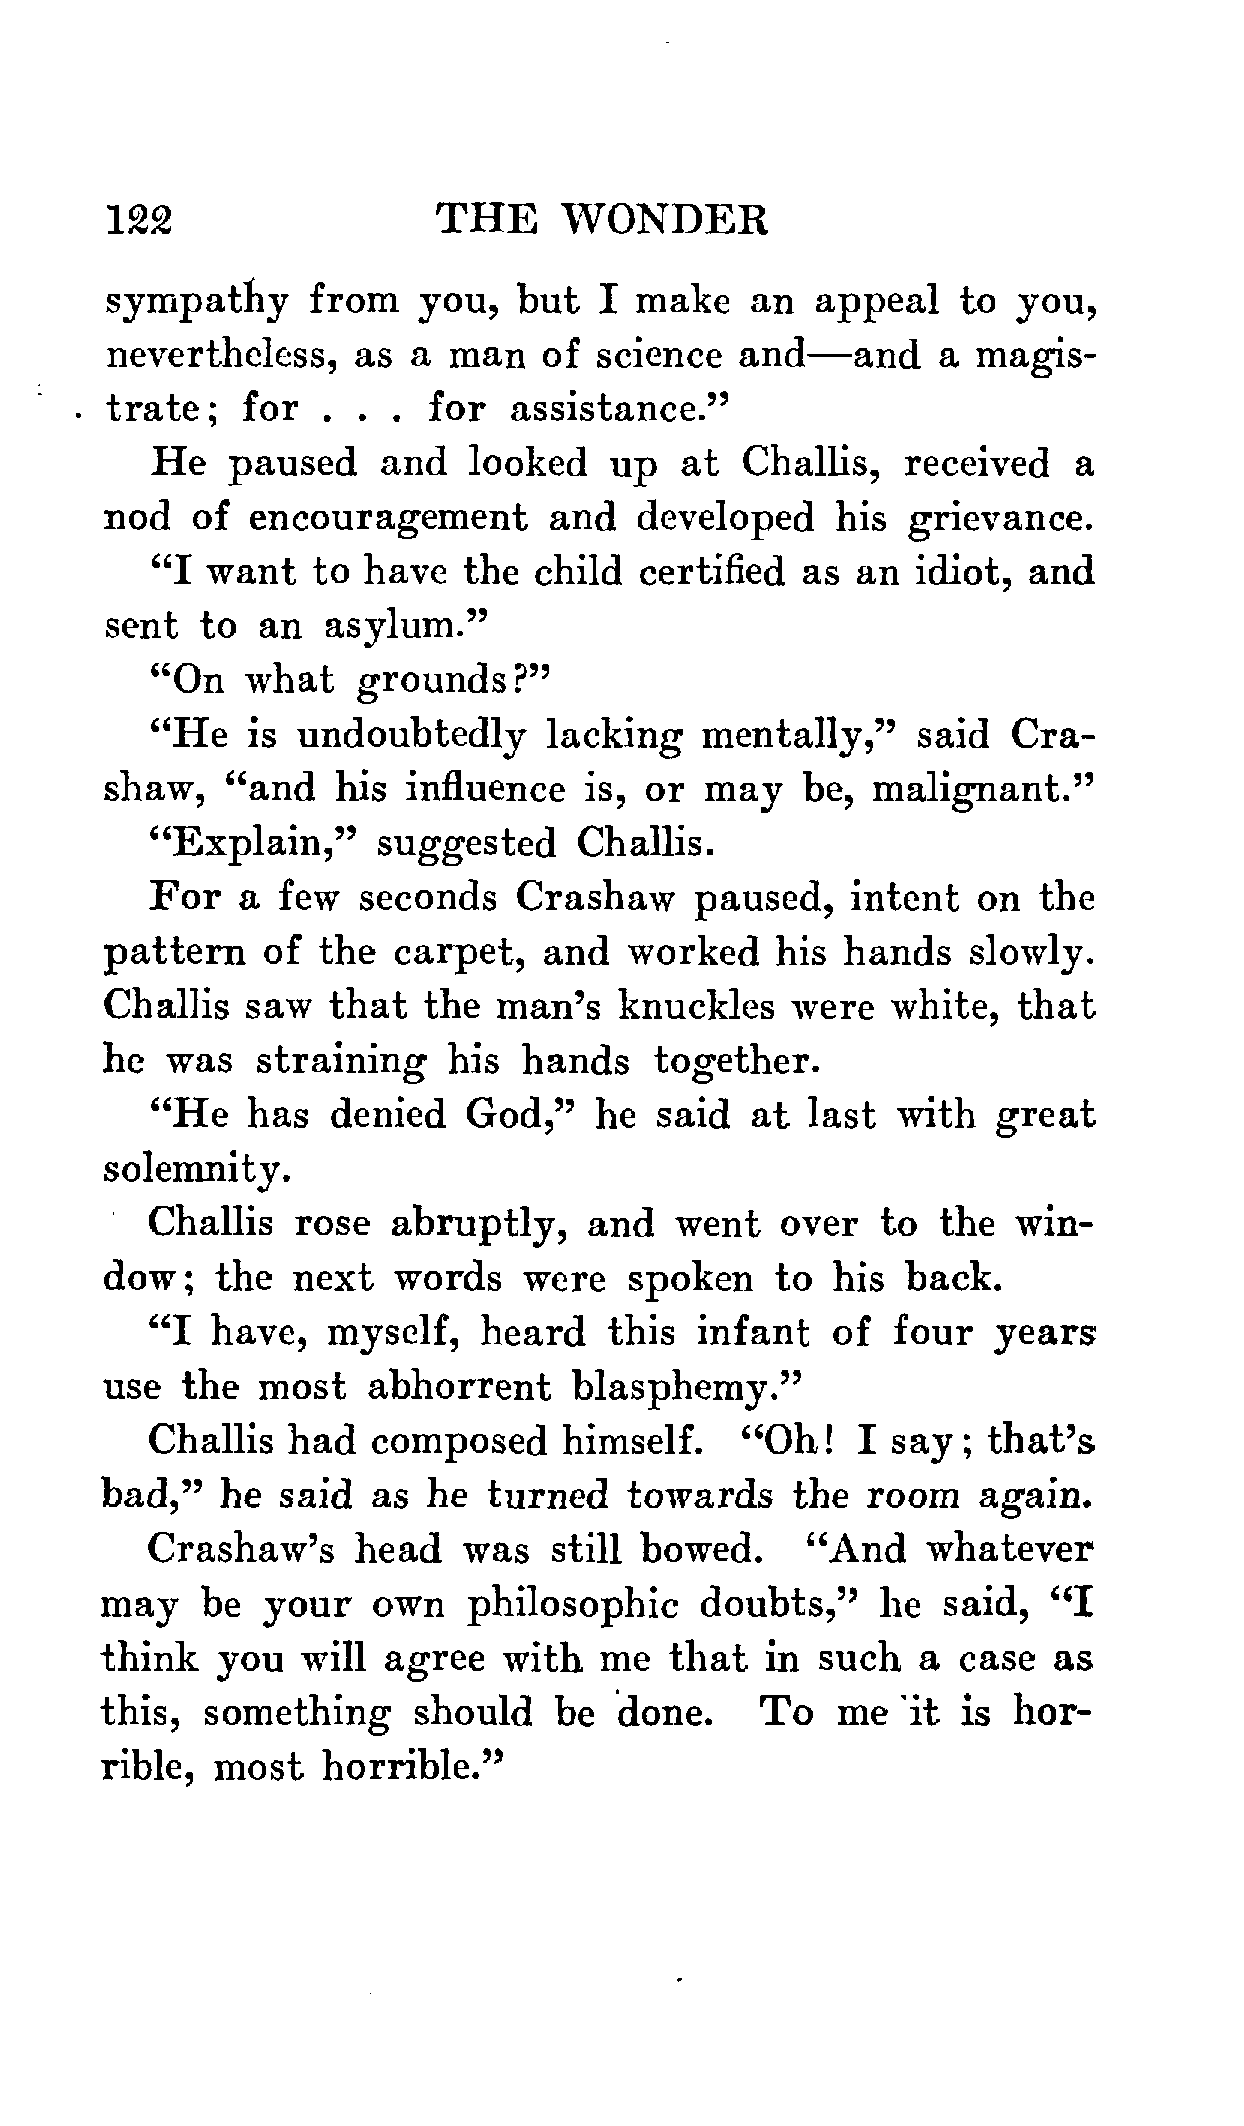 122 THE WONDER
sympathy from you, but I make an appeal to you,
nevertheless, as a man of science and—and a magis-
trate; for . . . for assistance."
He paused and looked up at Challis, received a
nod of encouragement and developed his grievance.
"I want to have the child certified as an idiot, and
sent to an asylum."
"On what grounds?"
"He is undoubtedly lacking mentally," said Cra-
shaw, "and his influence is, or may be, malignant."
"Explain," suggested Challis.
For a few seconds Crashaw paused, intent on the
pattern of the carpet, and worked his hands slowly.
Challis saw that the man's knuckles were white, that
he was straining his hands together.
"He has denied God," he said at last with great
solemnity.
Challis rose abruptly, and went over to the win-
dow; the next words were spoken to his back.
"I have, myself, heard this infant of four years
use the most abhorrent blasphemy."
Challis had composed himself. "Oh! I say; that's
bad," he said as he turned towards the room again.
Crashaw's head was still bowed. "And whatever
may be your own philosophic doubts," he said, "I
think you will agree with me that in such a case as
this, something should be done. To me it is hor-
rible, most horrible."